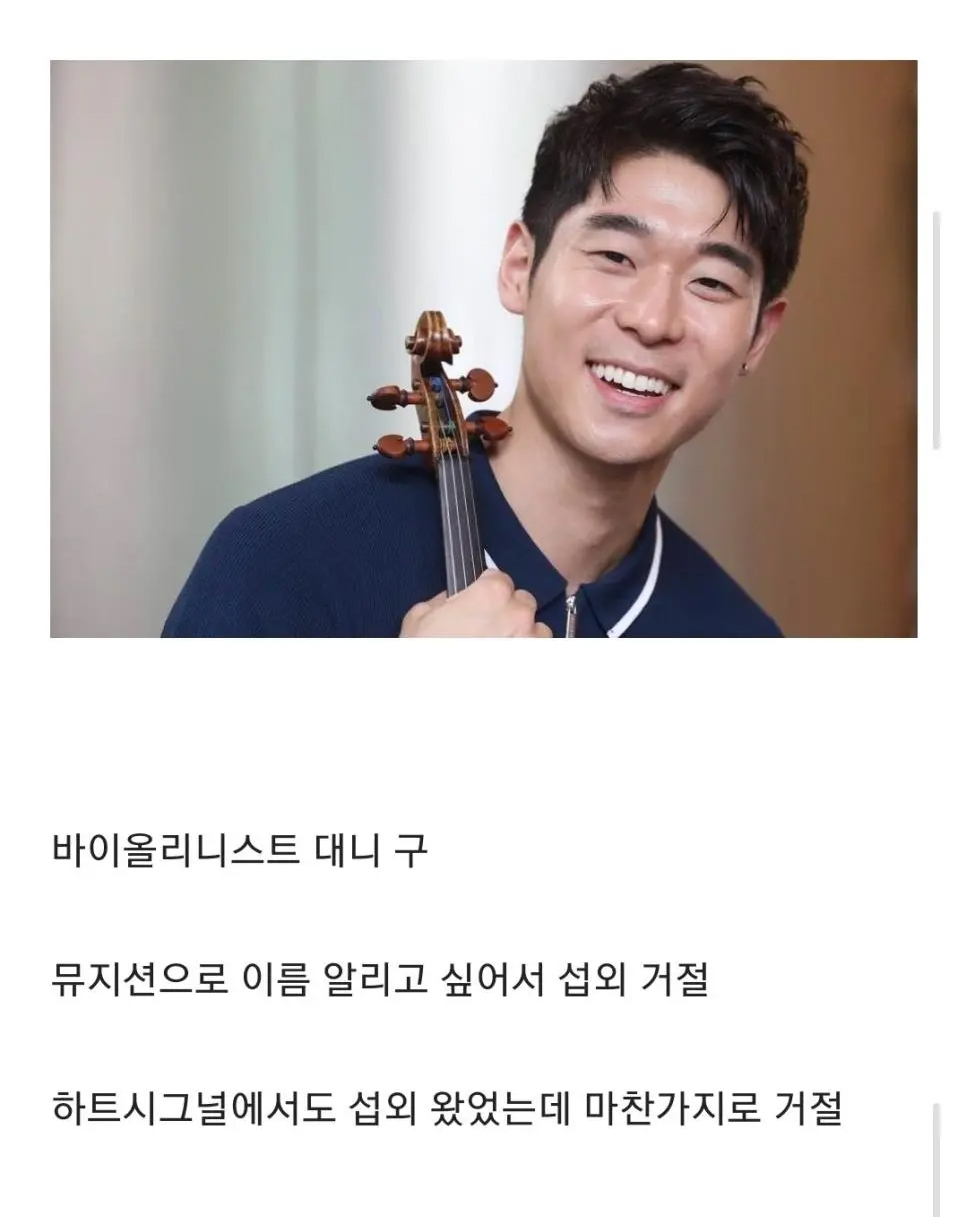 바이올리니스트 대니 구
뮤지션으로 이름 알리고 싶어서 섭외 거절
하트시그널에서도 섭외 왔었는데 마찬가지로 거절